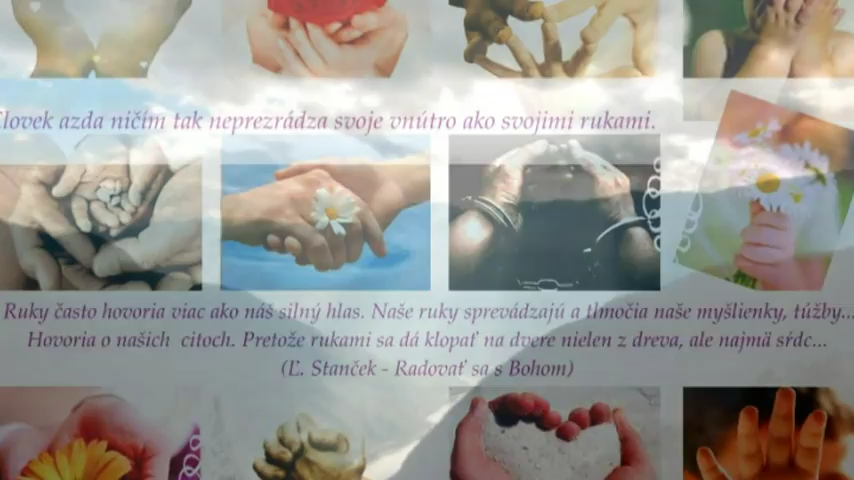 človek azda ničím tak neprezrádza svoje vnútro ako svojimi rukami.
Ruky často hovoria viac ako náš silný hlas. Naše ruky sprevádzajú a tlmočia naše myšlienky, túžby...
Hovoria o našich citoch. Pretože rukami sa dá klopať na dvere nielen z dreva, ale najmä sŕdc...
(Ľ. Stanček - Radovať sa s Bohom)